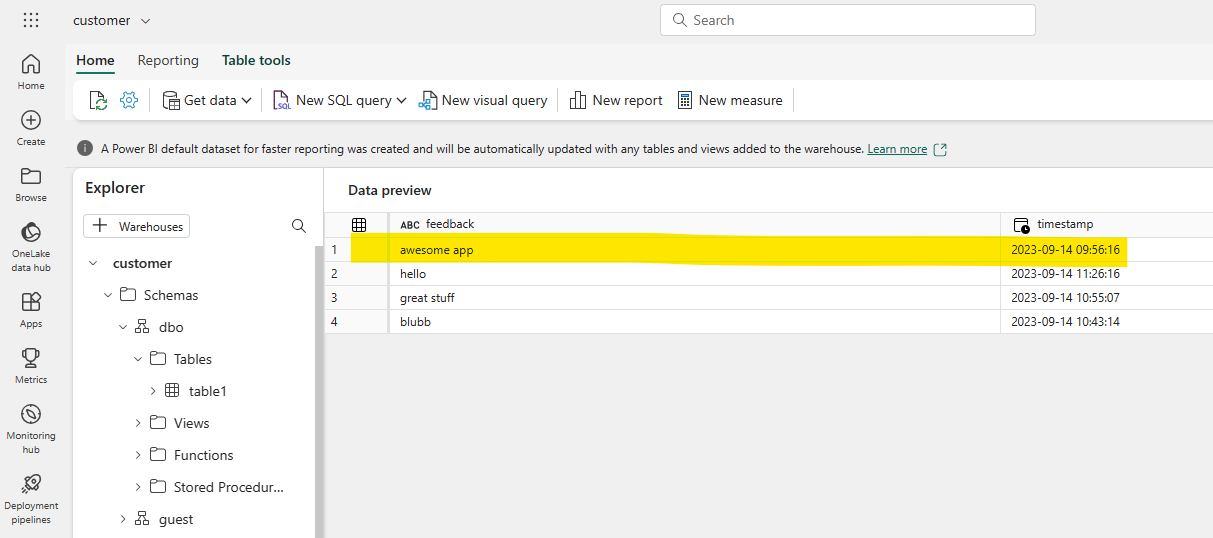 customer
Search
Home
Reporting
Table tools
Get data
New SQL query
New visual query
New report
New measure
A Power BI default dataset for faster reporting was created and will be automatically updated with any tables and views added to the warehouse. Learn more
Home
Create
Browse
OneLake
data hub
Apps
Metrics
Monitoring
hub
Deployment
pipelines
Explorer
Warehouses
customer
Schemas
dbo
Tables
table1
Views
Functions
Stored Procedur...
guest
Data preview
ABC feedback timestamp
1 awesome app 2023-09-14 09:56:16
2 hello 2023-09-14 11:26:16
3 great stuff 2023-09-14 10:55:07
4 blubb 2023-09-14 10:43:14